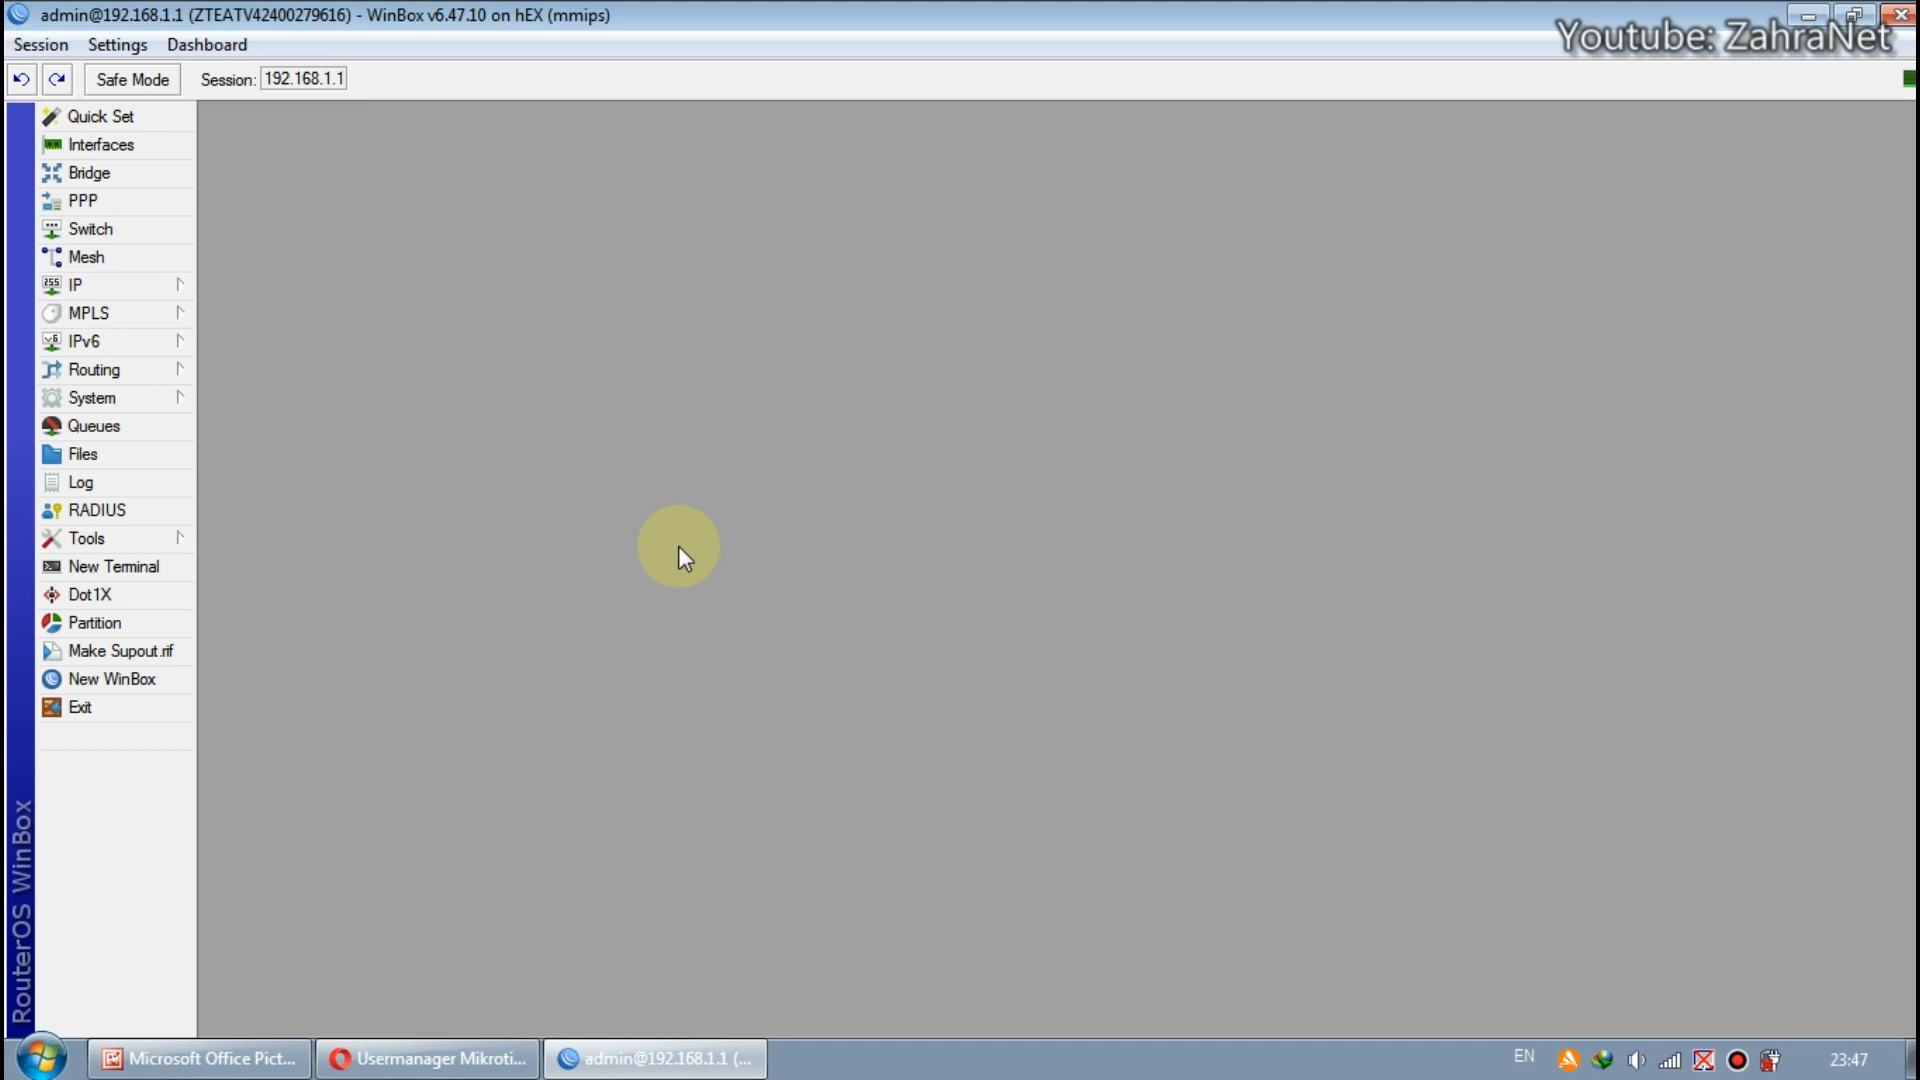 admin@192.168.1.1 (ZTEATV42400279616) - WinBox v6.47.10 on hEX (mmips)
Youtube: ZahraNet
Session Settings Dashboard
Safe Mode Session: 192.168.1.1
Quick Set
Interfaces
Bridge
PPP
Switch
Mesh
255 IP
MPLS
v6 IPv6
Routing
System
Queues
Files
Log
RADIUS
Tools
New Terminal
Dot1X
Partition
Make Supout.rif
New WinBox
Exit
RouterOS WinBox
Microsoft Office Pict... Usermanager Mikroti... admin@192.168.1.1 (... EN 23:47